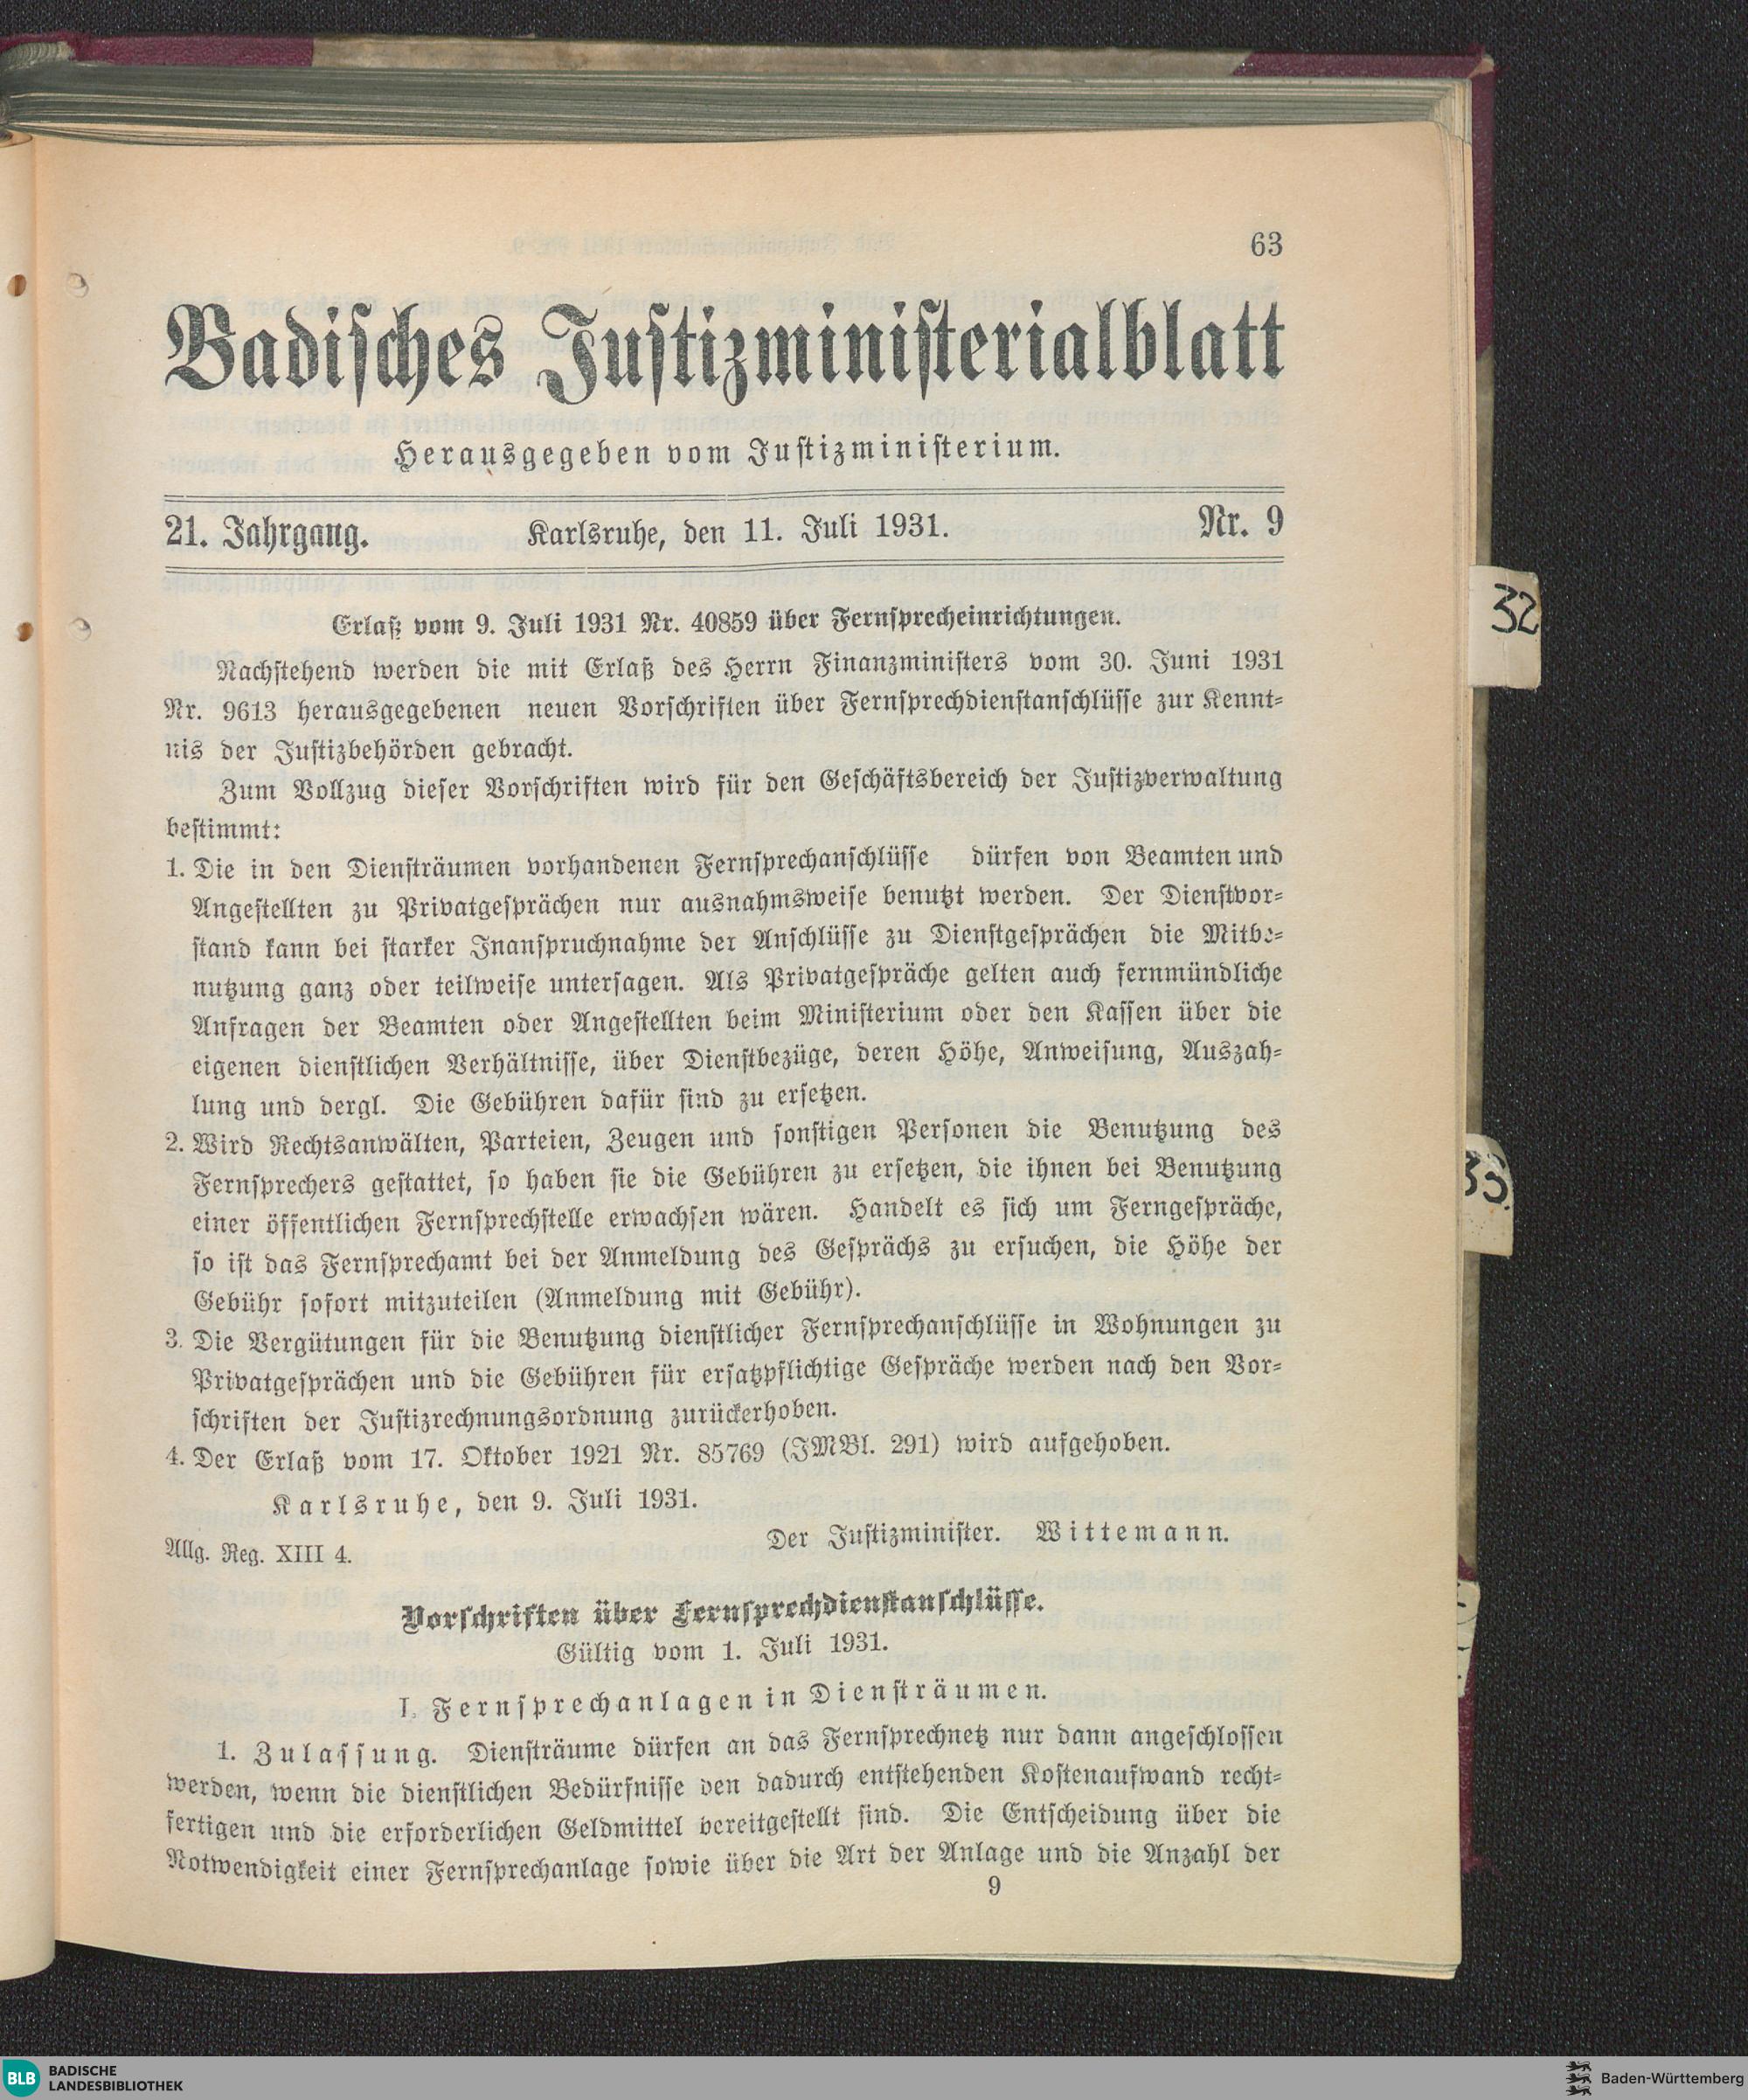 63
Badisches Justizministerialblatt
Herausgegeben vom Justizministerium.
21. Jahrgang. Karlsruhe, den 11. Juli 1931. Nr. 9
Erlaß vom 9. Juli 1931 Nr. 40859 über Fernsprecheinrichtungen.
Nachstehend werden die mit Erlaß des Herrn Finanzministers vom 30. Juni 1931
Nr. 9613 herausgegebenen neuen Vorschriften über Fernsprechdienstanschlüsse zur Kennt-
nis der Justizbehörden gebracht.
Zum Vollzug dieser Vorschriften wird für den Geschäftsbereich der Justizverwaltung
bestimmt:
1. Die in den Diensträumen vorhandenen Fernsprechanschlüsse dürfen von Beamten und
Angestellten zu Privatgesprächen nur ausnahmsweise benutzt werden. Der Dienstvor-
stand kann bei starker Inanspruchnahme der Anschlüsse zu Dienstgesprächen die Mitbe-
nutzung ganz oder teilweise untersagen. Als Privatgespräche gelten auch fernmündliche
Anfragen der Beamten oder Angestellten beim Ministerium oder den Kassen über die
eigenen dienstlichen Verhältnisse, über Dienstbezüge, deren Höhe, Anweisung, Auszah-
lung und dergl. Die Gebühren dafür sind zu ersetzen.
2. Wird Rechtsanwälten, Parteien, Zeugen und sonstigen Personen die Benutzung des
Fernsprechers gestattet, so haben sie die Gebühren zu ersetzen, die ihnen bei Benutzung
einer öffentlichen Fernsprechstelle erwachsen wären. Handelt es sich um Ferngespräche,
so ist das Fernsprechamt bei der Anmeldung des Gesprächs zu ersuchen, die Höhe der
Gebühr sofort mitzuteilen (Anmeldung mit Gebühr).
3. Die Vergütungen für die Benutzung dienstlicher Fernsprechanschlüsse in Wohnungen zu
Privatgesprächen und die Gebühren für ersatzpflichtige Gespräche werden nach den Vor-
schriften der Justizrechnungsordnung zurückerhoben.
4. Der Erlaß vom 17. Oktober 1921 Nr. 85769 (JMBl. 291) wird aufgehoben.
Karlsruhe, den 9. Juli 1931.
Der Justizminister. Wittemann.
Allg. Reg. XIII 4.
Vorschriften über Fernsprechdienstanschlüsse.
Gültig vom 1. Juli 1931.
I. Fernsprechanlagen in Diensträumen.
1. Zulassung. Diensträume dürfen an das Fernsprechnetz nur dann angeschlossen
werden, wenn die dienstlichen Bedürfnisse den dadurch entstehenden Kostenaufwand recht-
fertigen und die erforderlichen Geldmittel bereitgestellt sind. Die Entscheidung über die
Notwendigkeit einer Fernsprechanlage sowie über die Art der Anlage und die Anzahl der
9
32
33.
BLB BADISCHE
LANDESBIBLIOTHEK
Baden-Württemberg